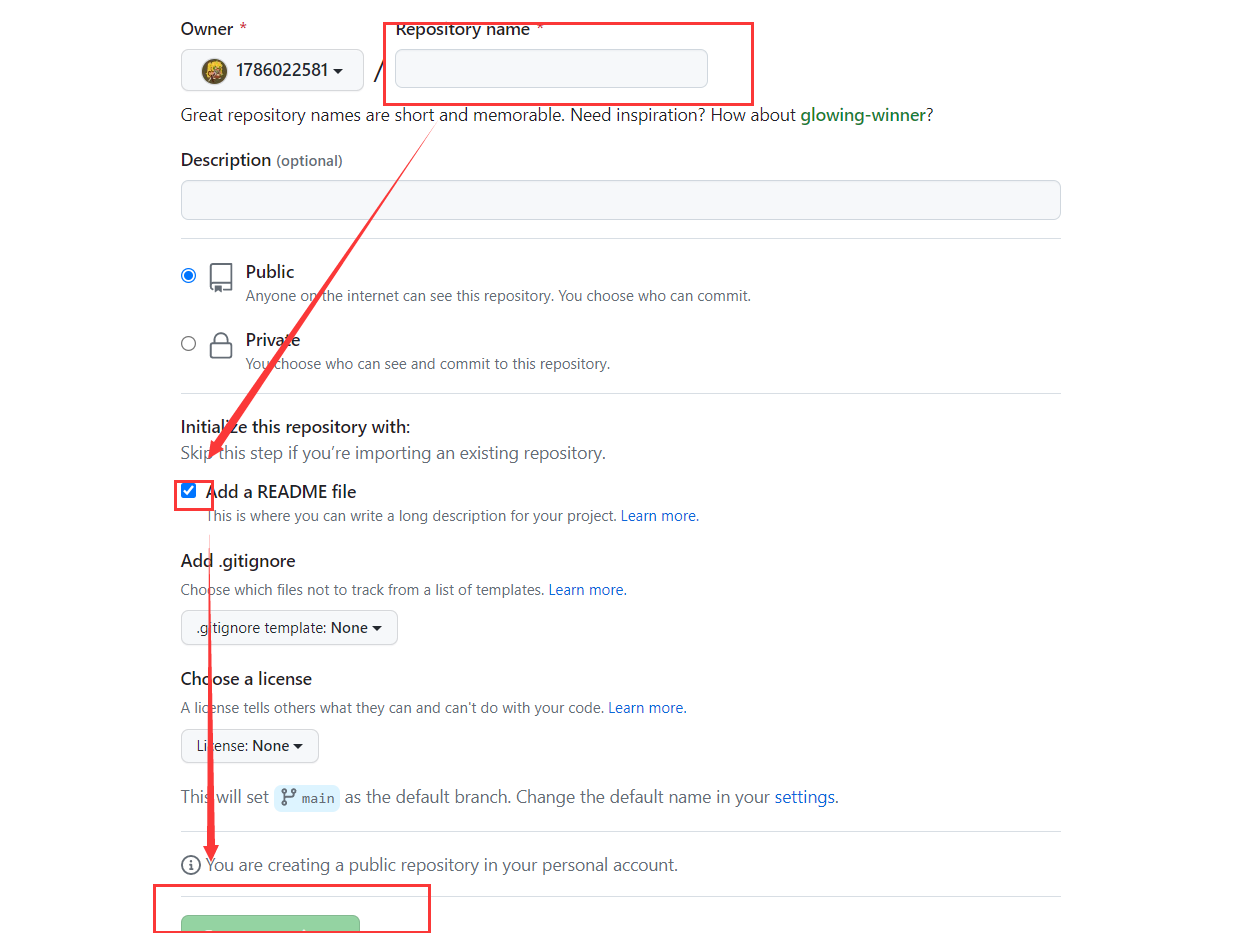 Owner *
Repository name *
1786022581
/
Great repository names are short and memorable. Need inspiration? How about glowing-winner?
Description (optional)
Public
Anyone on the internet can see this repository. You choose who can commit.
Private
You choose who can see and commit to this repository.
Initialize this repository with:
Skip this step if you're importing an existing repository.
Add a README file
This is where you can write a long description for your project. Learn more.
Add .gitignore
Choose which files not to track from a list of templates. Learn more.
.gitignore template: None
Choose a license
A license tells others what they can and can't do with your code. Learn more.
License: None
This will set main as the default branch. Change the default name in your settings.
You are creating a public repository in your personal account.